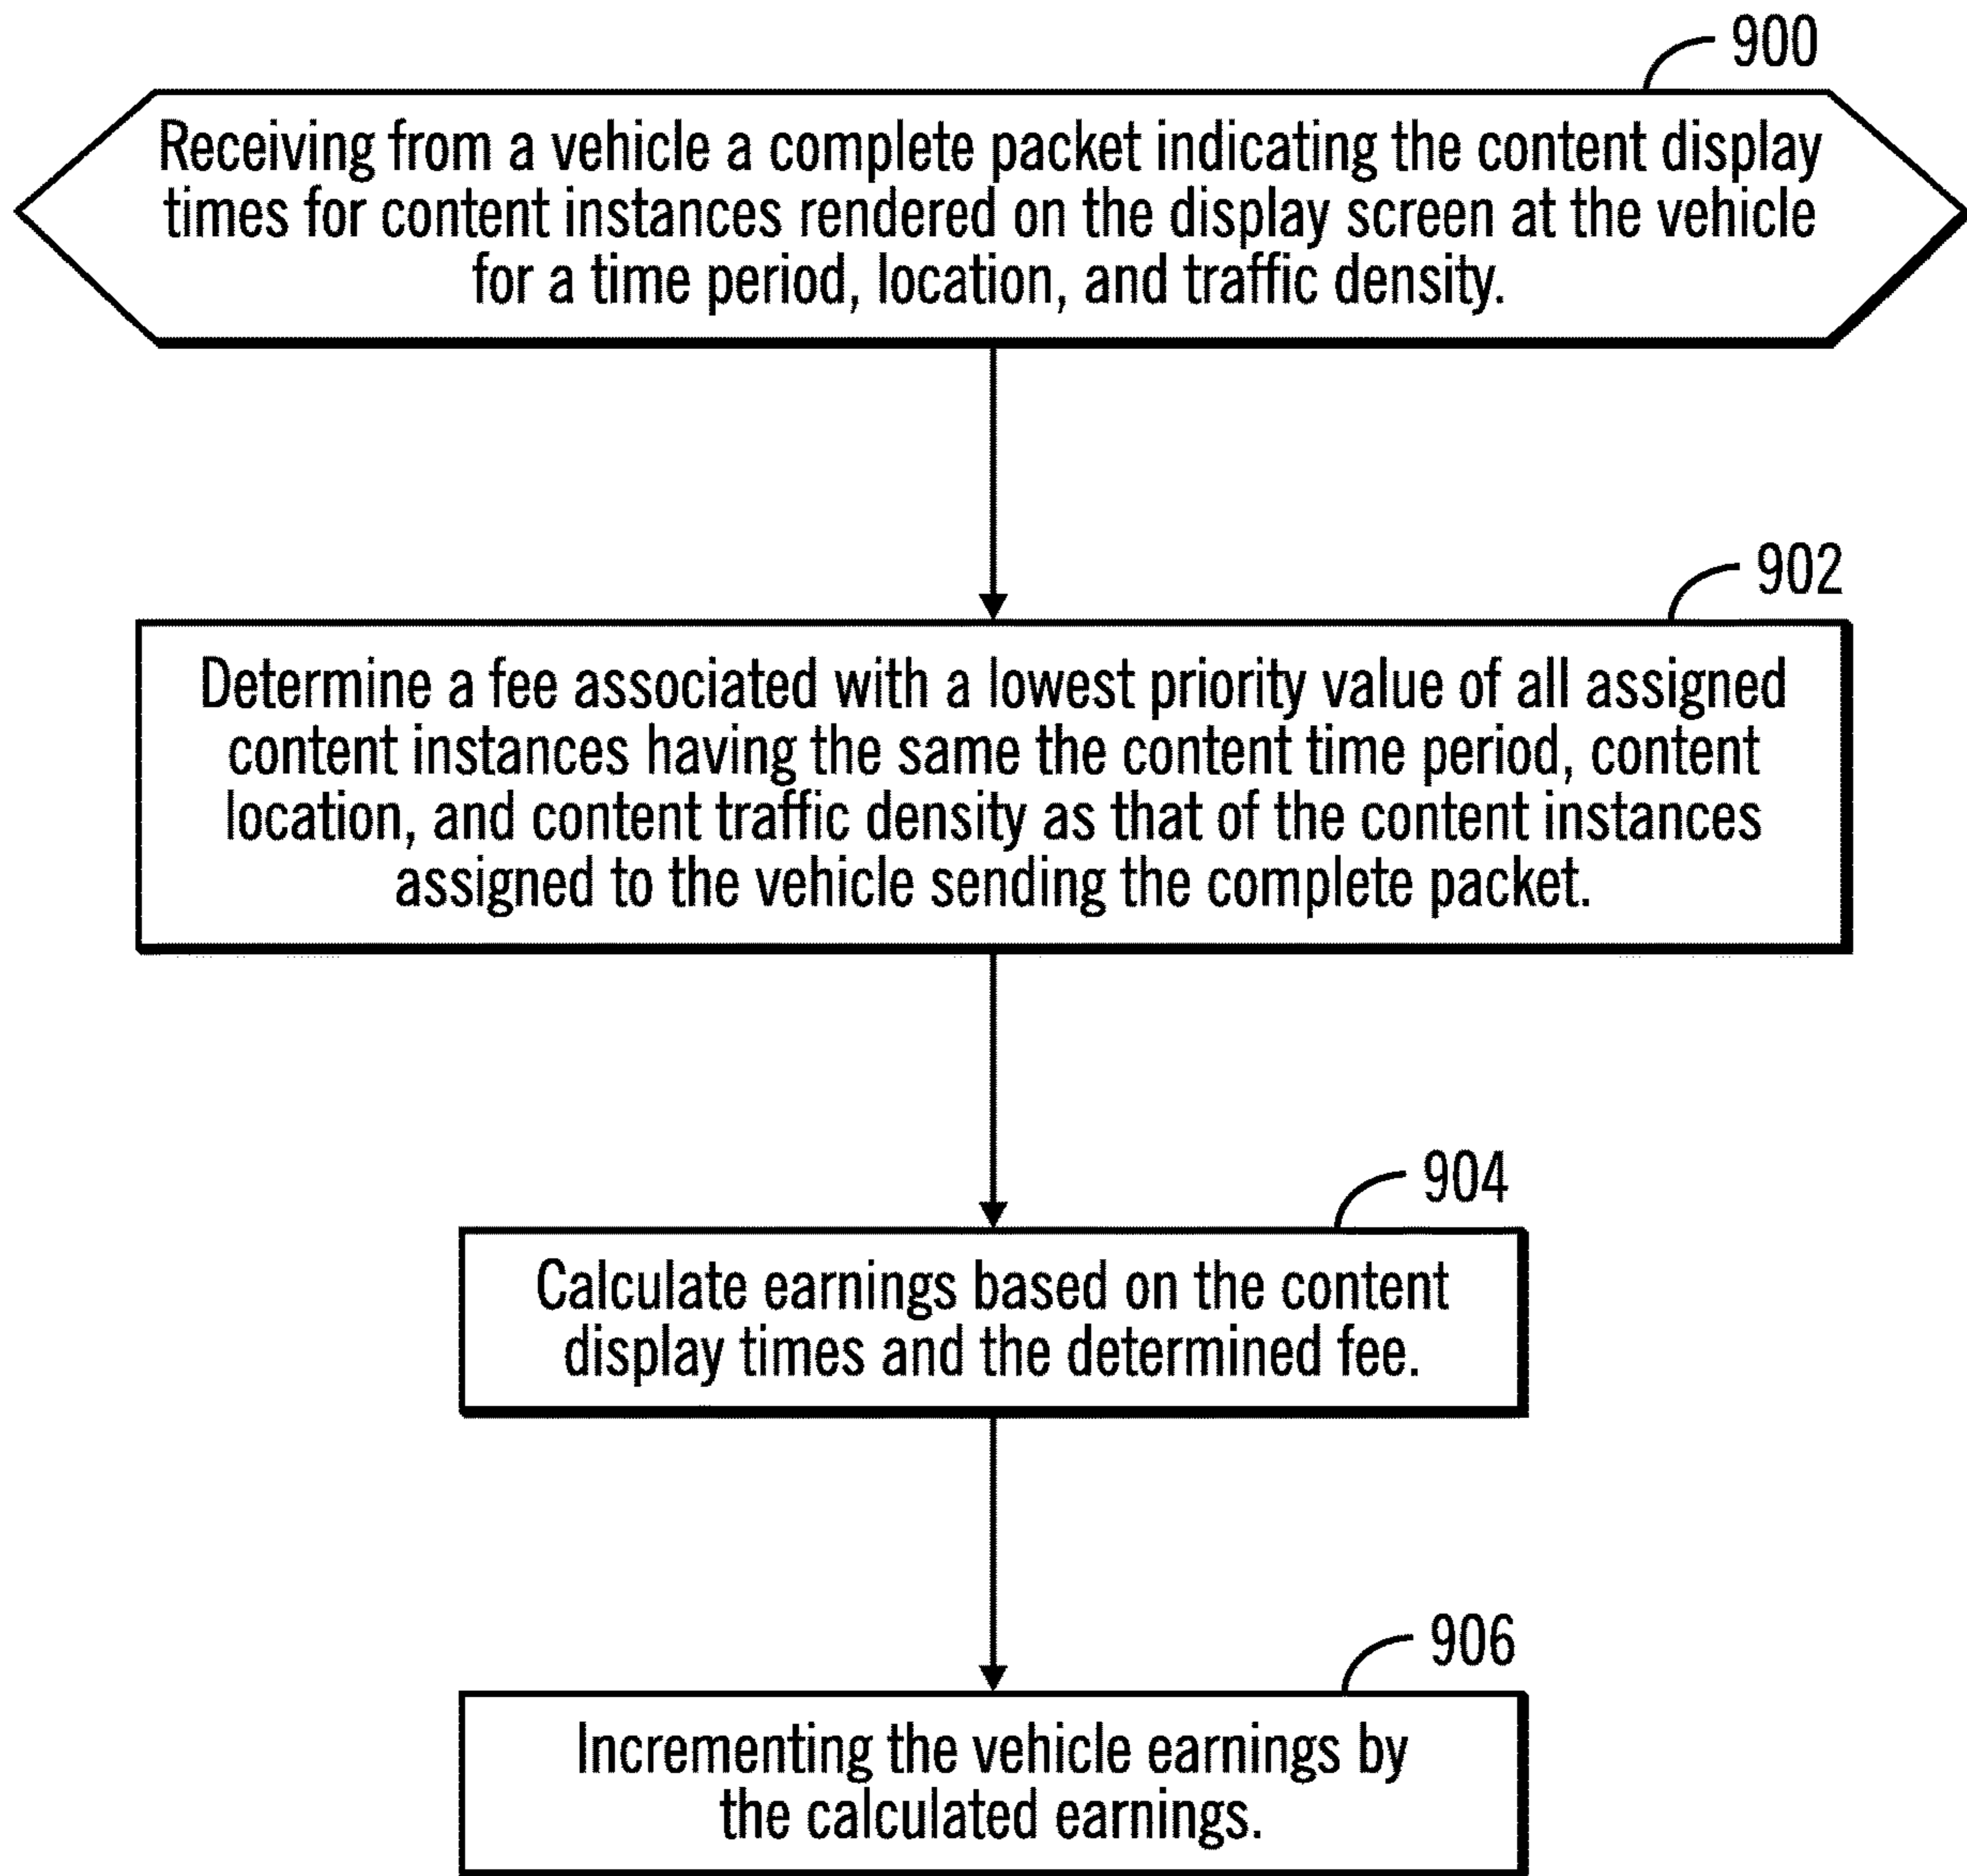 900
Receiving from a vehicle a complete packet indicating the content display
times for content instances rendered on the display screen at the vehicle
for a time period, location, and traffic density.
902
Determine a fee associated with a lowest priority value of all assigned
content instances having the same the content time period, content
location, and content traffic density as that of the content instances
assigned to the vehicle sending the complete packet.
904
Calculate earnings based on the content
display times and the determined fee.
906
Incrementing the vehicle earnings by
the calculated earnings.